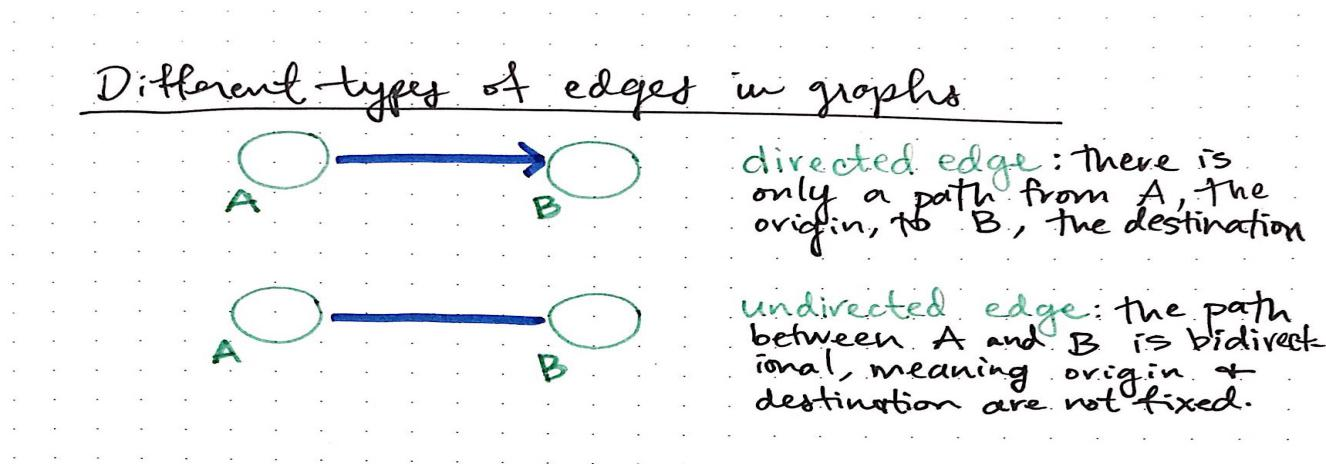 Different types of edges in graphs
A
B
directed edge: there is
only a path from A, the
origin, to B, the destination
A
B
undirected edge: the path
between A and B is bidirect-
ional, meaning origin +
destination are not fixed.